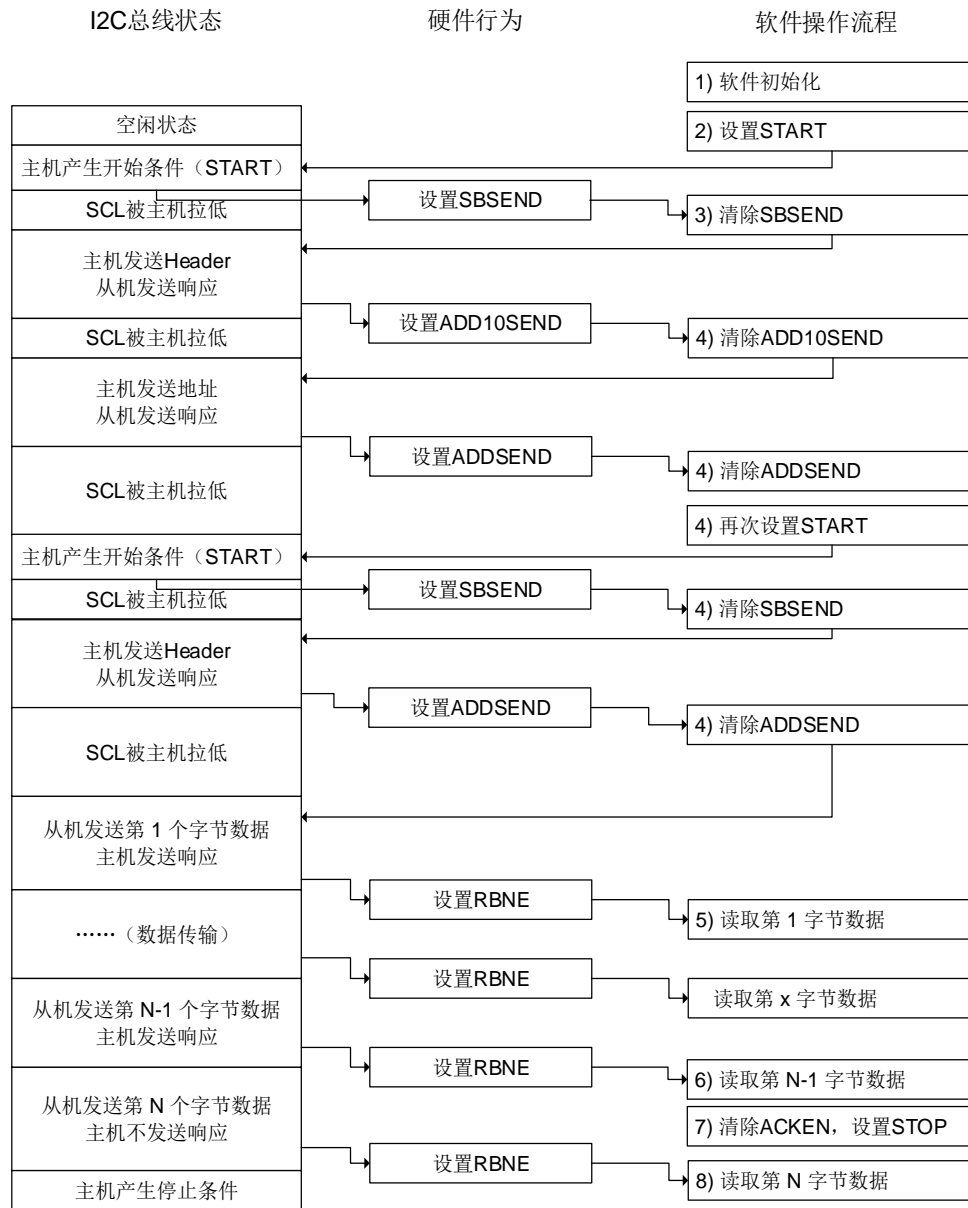 I2C总线状态
硬件行为
软件操作流程
1) 软件初始化
空闲状态
2) 设置START
主机产生开始条件（START）
设置SBSEND
SCL被主机拉低
3) 清除SBSEND
主机发送Header
从机发送响应
设置ADD10SEND
SCL被主机拉低
4) 清除ADD10SEND
主机发送地址
从机发送响应
设置ADDSEND
4) 清除ADDSEND
SCL被主机拉低
4) 再次设置START
主机产生开始条件（START）
设置SBSEND
SCL被主机拉低
4) 清除SBSEND
主机发送Header
从机发送响应
设置ADDSEND
4) 清除ADDSEND
SCL被主机拉低
从机发送第 1 个字节数据
主机发送响应
设置RBNE
5) 读取第 1 字节数据
……（数据传输）
设置RBNE
读取第 x 字节数据
从机发送第 N-1 个字节数据
主机发送响应
设置RBNE
6) 读取第 N-1 字节数据
从机发送第 N 个字节数据
主机不发送响应
7) 清除ACKEN，设置STOP
设置RBNE
8) 读取第 N 字节数据
主机产生停止条件